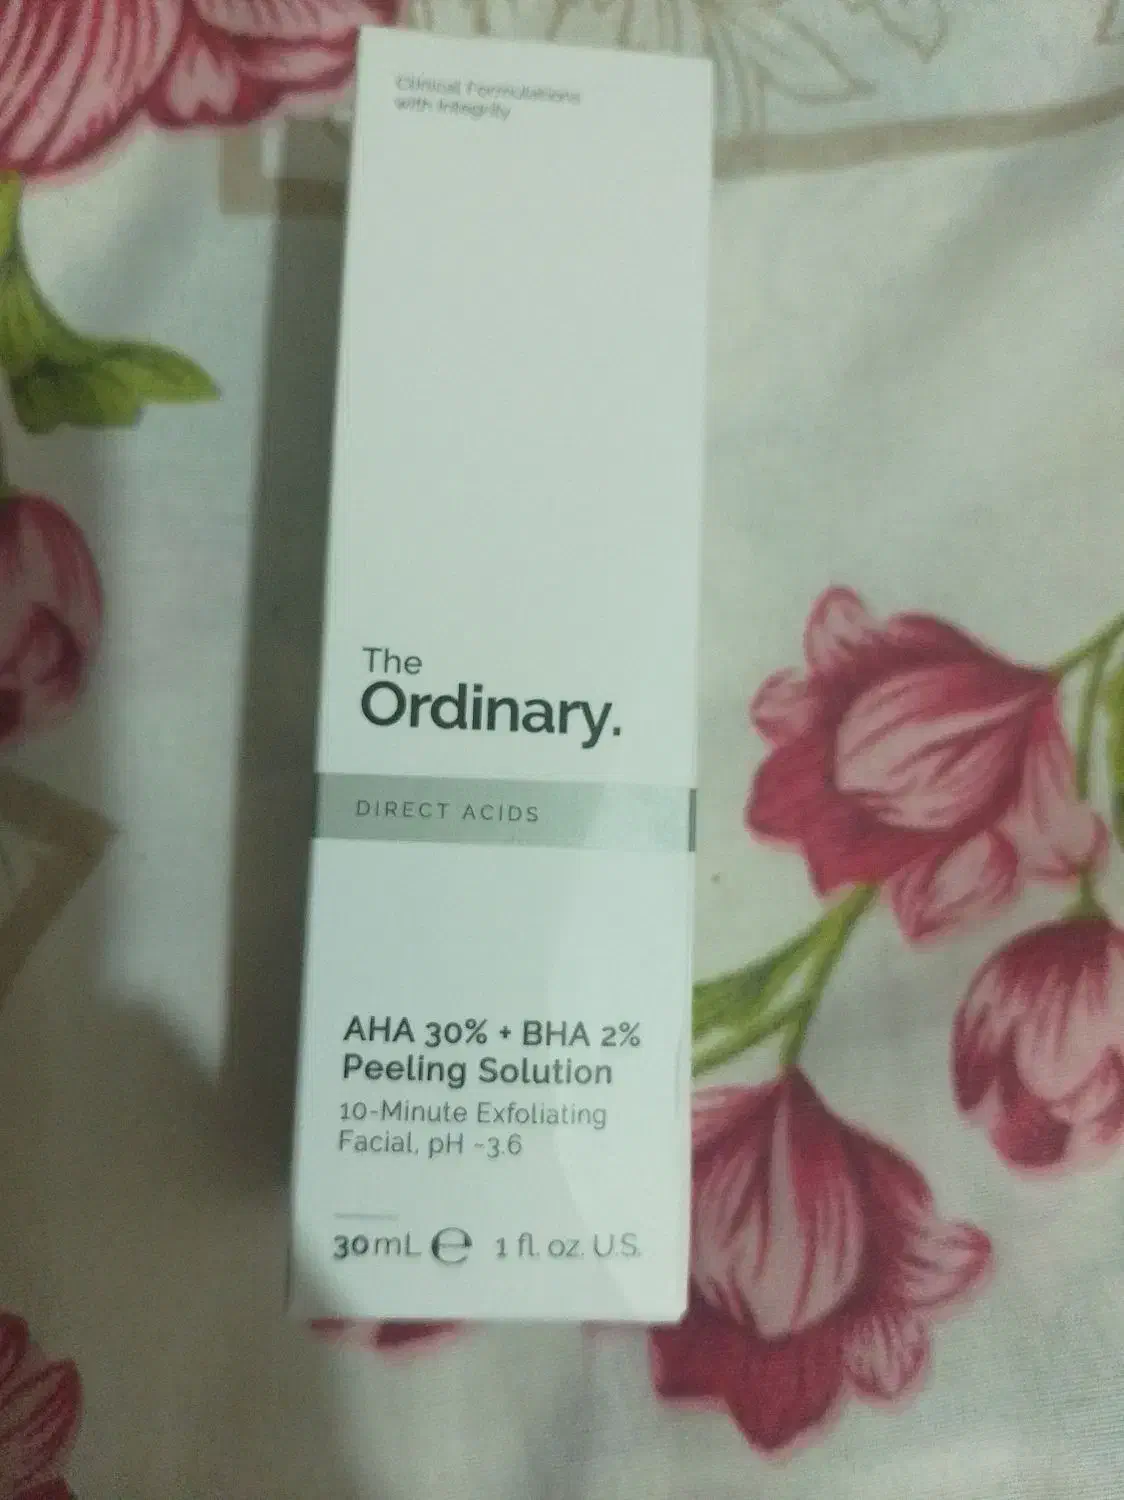 Clinical Formulations
with Integrity
The
Ordinary.
DIRECT ACIDS
AHA 30% + BHA 2%
Peeling Solution
10-Minute Exfoliating
Facial, pH ~3.6
30mL ℮ 1 fl. oz. U.S.